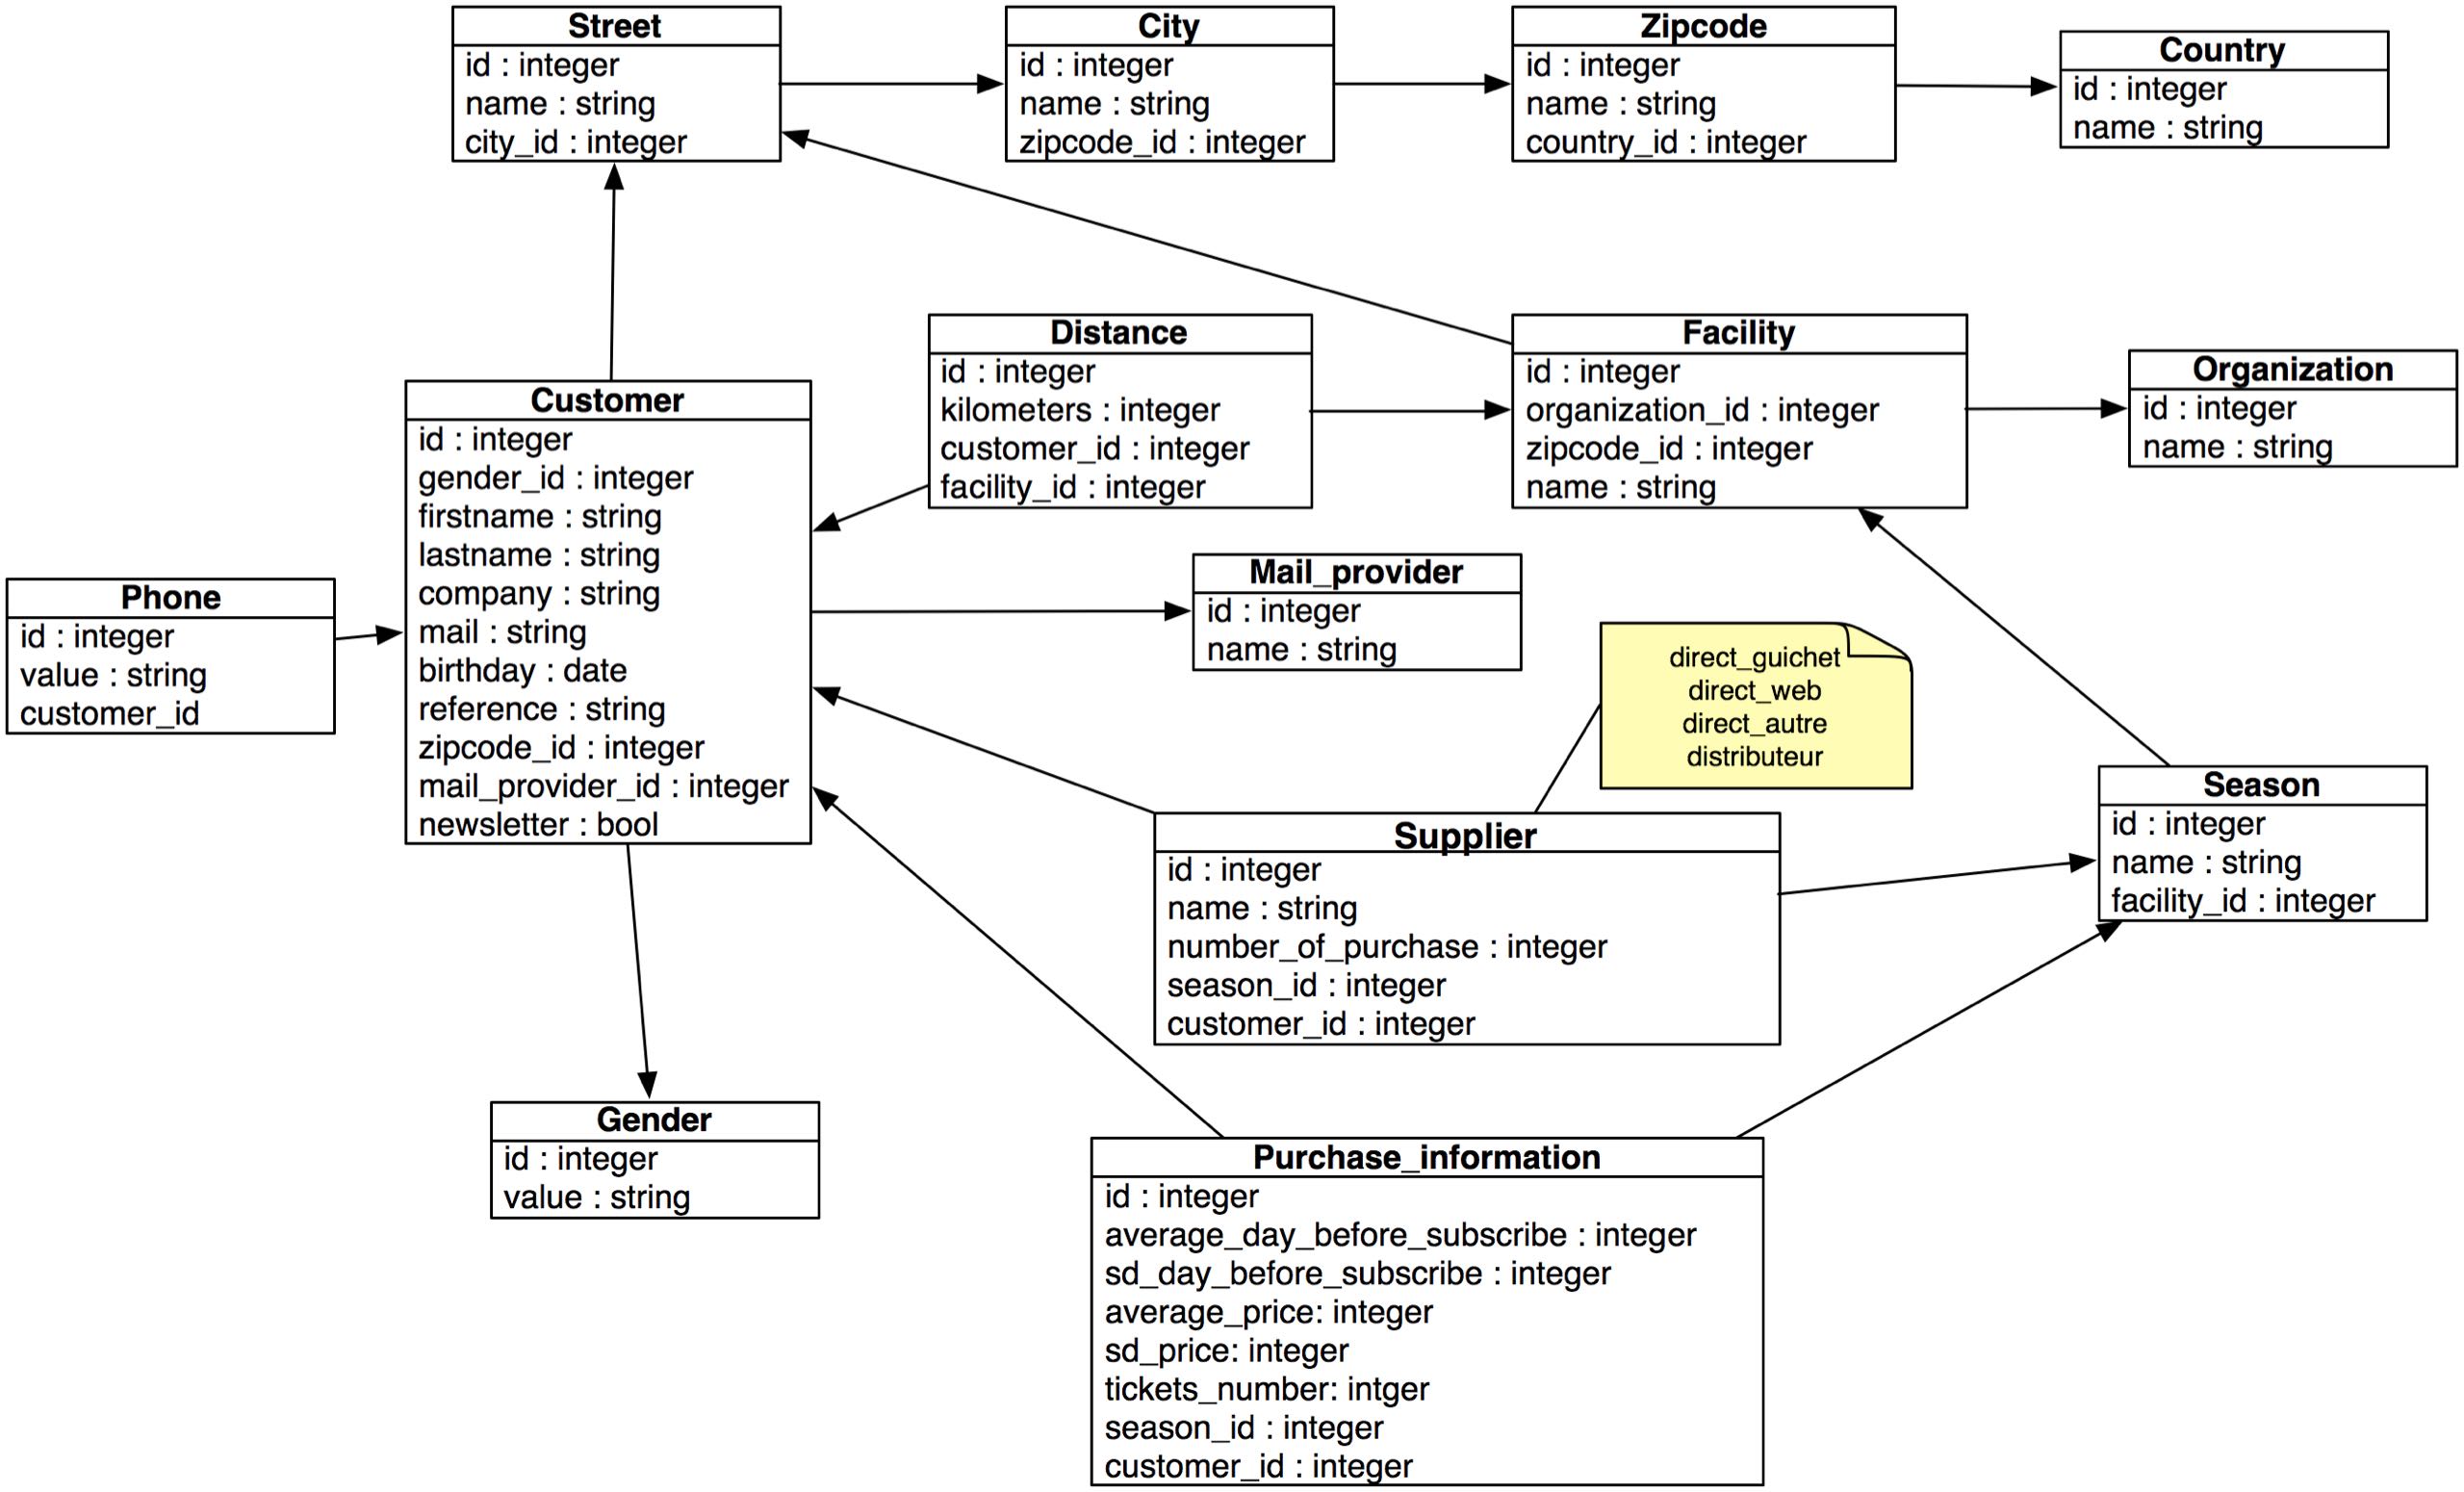 Street
id : integer
name : string
city_id : integer
City
id : integer
name : string
zipcode_id : integer
Zipcode
id : integer
name : string
country_id : integer
Country
id : integer
name : string
Distance
id : integer
kilometers : integer
customer_id : integer
facility_id : integer
Facility
id : integer
organization_id : integer
zipcode_id : integer
name : string
Organization
id : integer
name : string
Customer
id : integer
gender_id : integer
firstname : string
lastname : string
company : string
mail : string
birthday : date
reference : string
zipcode_id : integer
mail_provider_id : integer
newsletter : bool
Phone
id : integer
value : string
customer_id
Mail_provider
id : integer
name : string
direct_guichet
direct_web
direct_autre
distributeur
Supplier
id : integer
name : string
number_of_purchase : integer
season_id : integer
customer_id : integer
Season
id : integer
name : string
facility_id : integer
Gender
id : integer
value : string
Purchase_information
id : integer
average_day_before_subscribe : integer
sd_day_before_subscribe : integer
average_price: integer
sd_price: integer
tickets_number: intger
season_id : integer
customer_id : integer